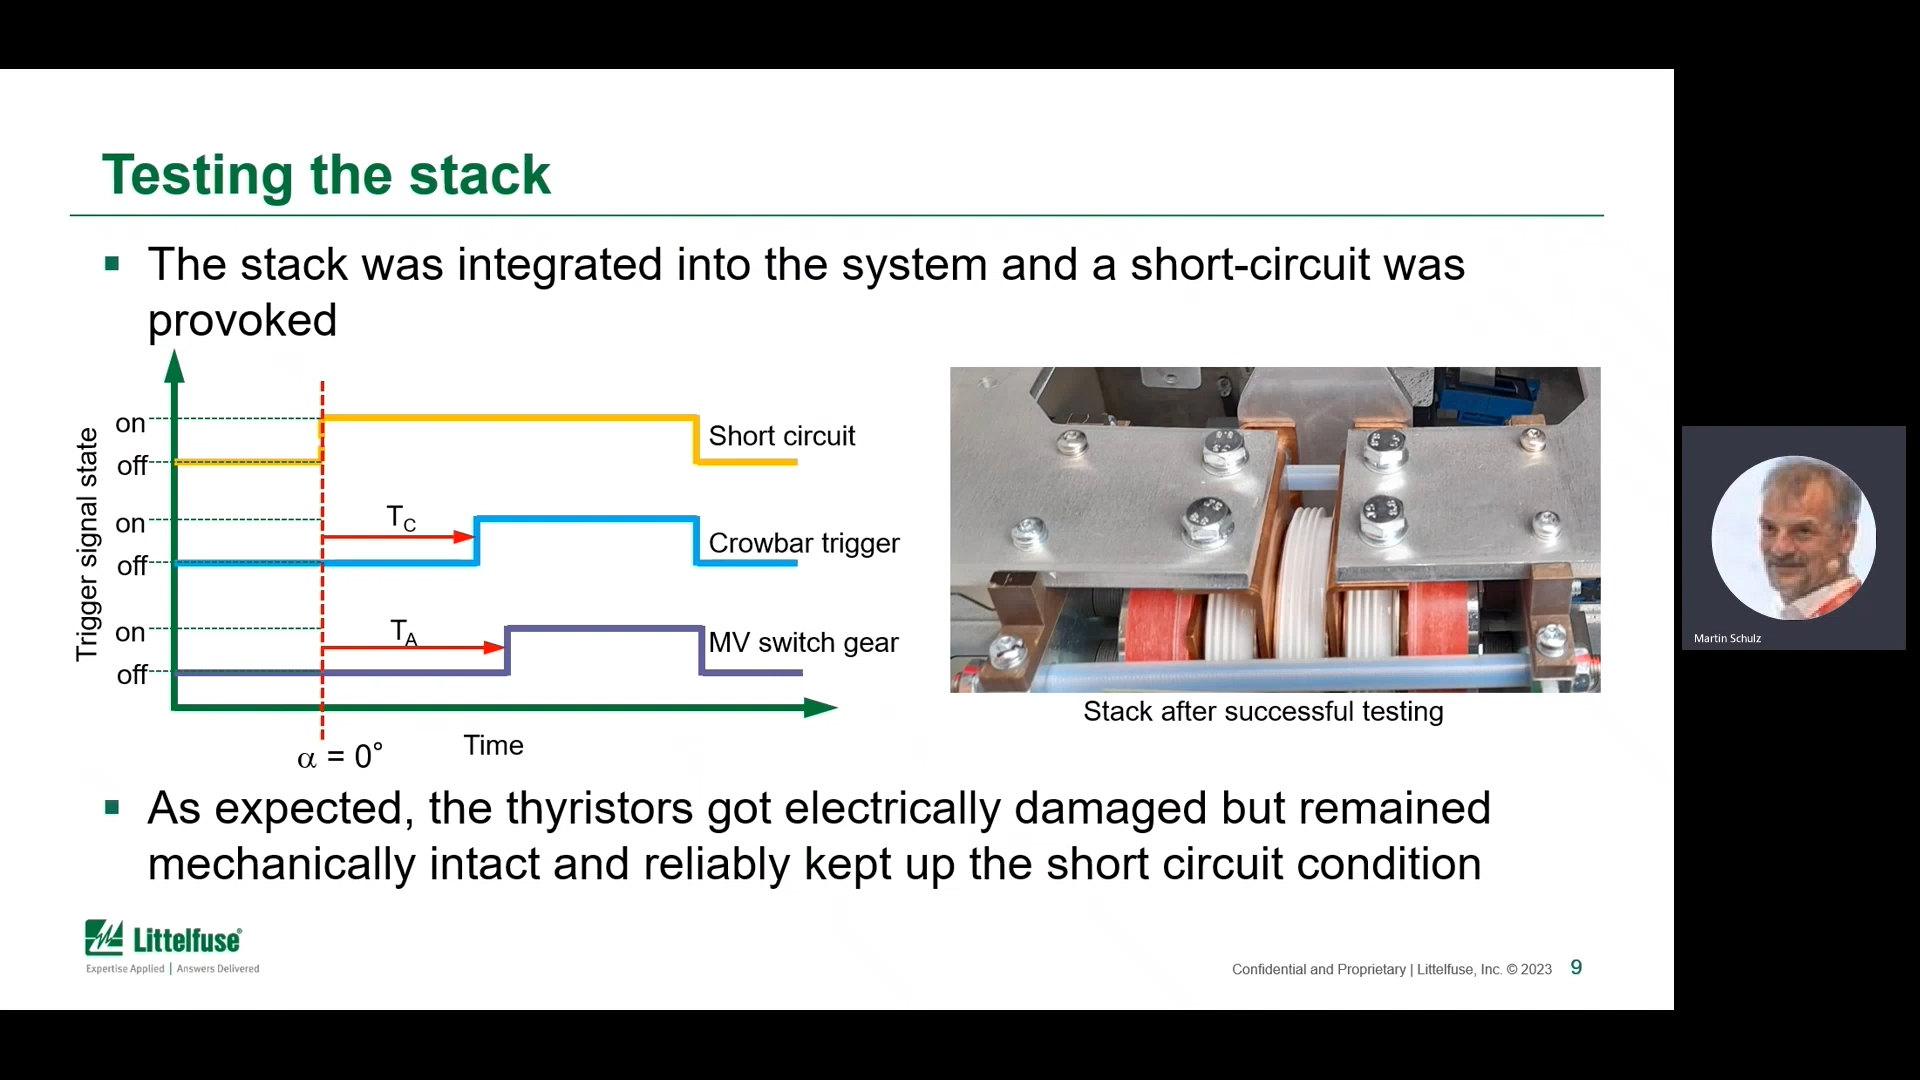 Testing the stack
The stack was integrated into the system and a short-circuit was
provoked
Trigger signal state
on
off
Short circuit
on
off
TC
Crowbar trigger
on
off
TA
MV switch gear
α = 0°
Time
Stack after successful testing
As expected, the thyristors got electrically damaged but remained
mechanically intact and reliably kept up the short circuit condition
Littelfuse®
Expertise Applied | Answers Delivered
Confidential and Proprietary | Littelfuse, Inc. © 2023 9
Martin Schulz